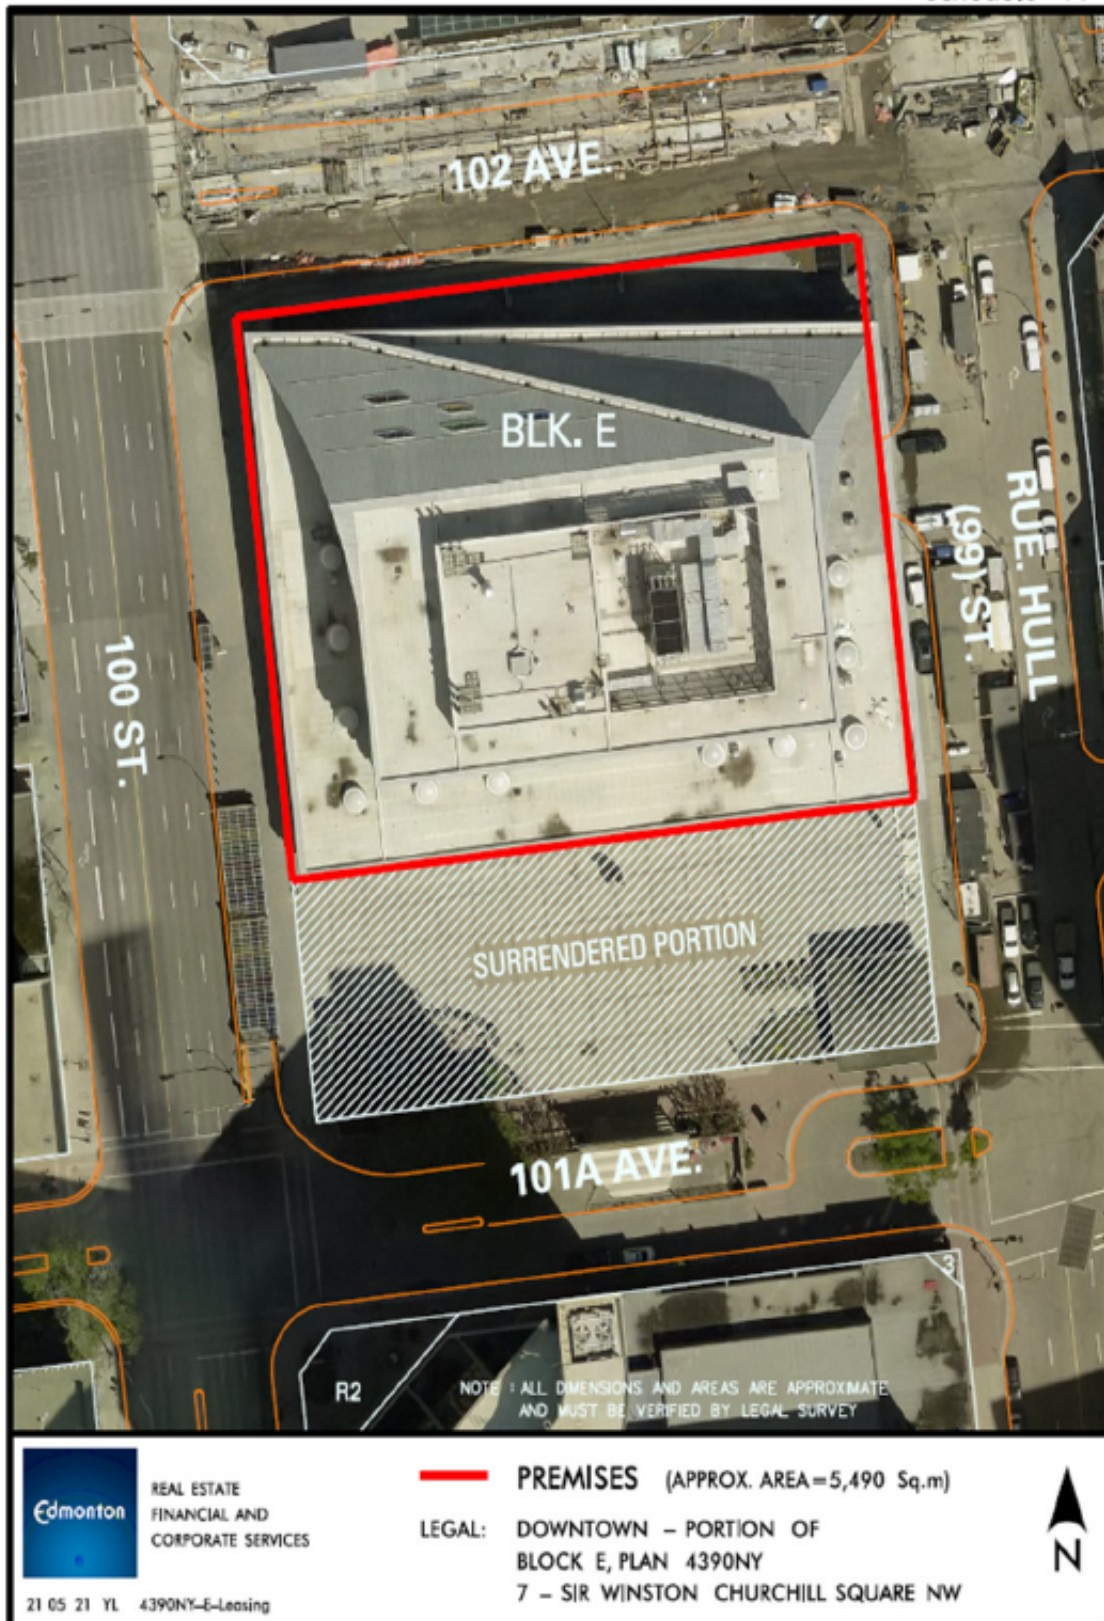 102 AVE.
BLK. E
100 ST.
RUE. HULL
(99) ST.
SURRENDERED PORTION
101A AVE.
3
R2
NOTE : ALL DIMENSIONS AND AREAS ARE APPROXIMATE
AND MUST BE VERIFIED BY LEGAL SURVEY
Edmonton
REAL ESTATE
FINANCIAL AND
CORPORATE SERVICES
PREMISES (APPROX. AREA=5,490 Sq.m)
LEGAL: DOWNTOWN – PORTION OF
BLOCK E, PLAN 4390NY
7 – SIR WINSTON CHURCHILL SQUARE NW
N
21 05 21 YL 4390NY-E-Leasing